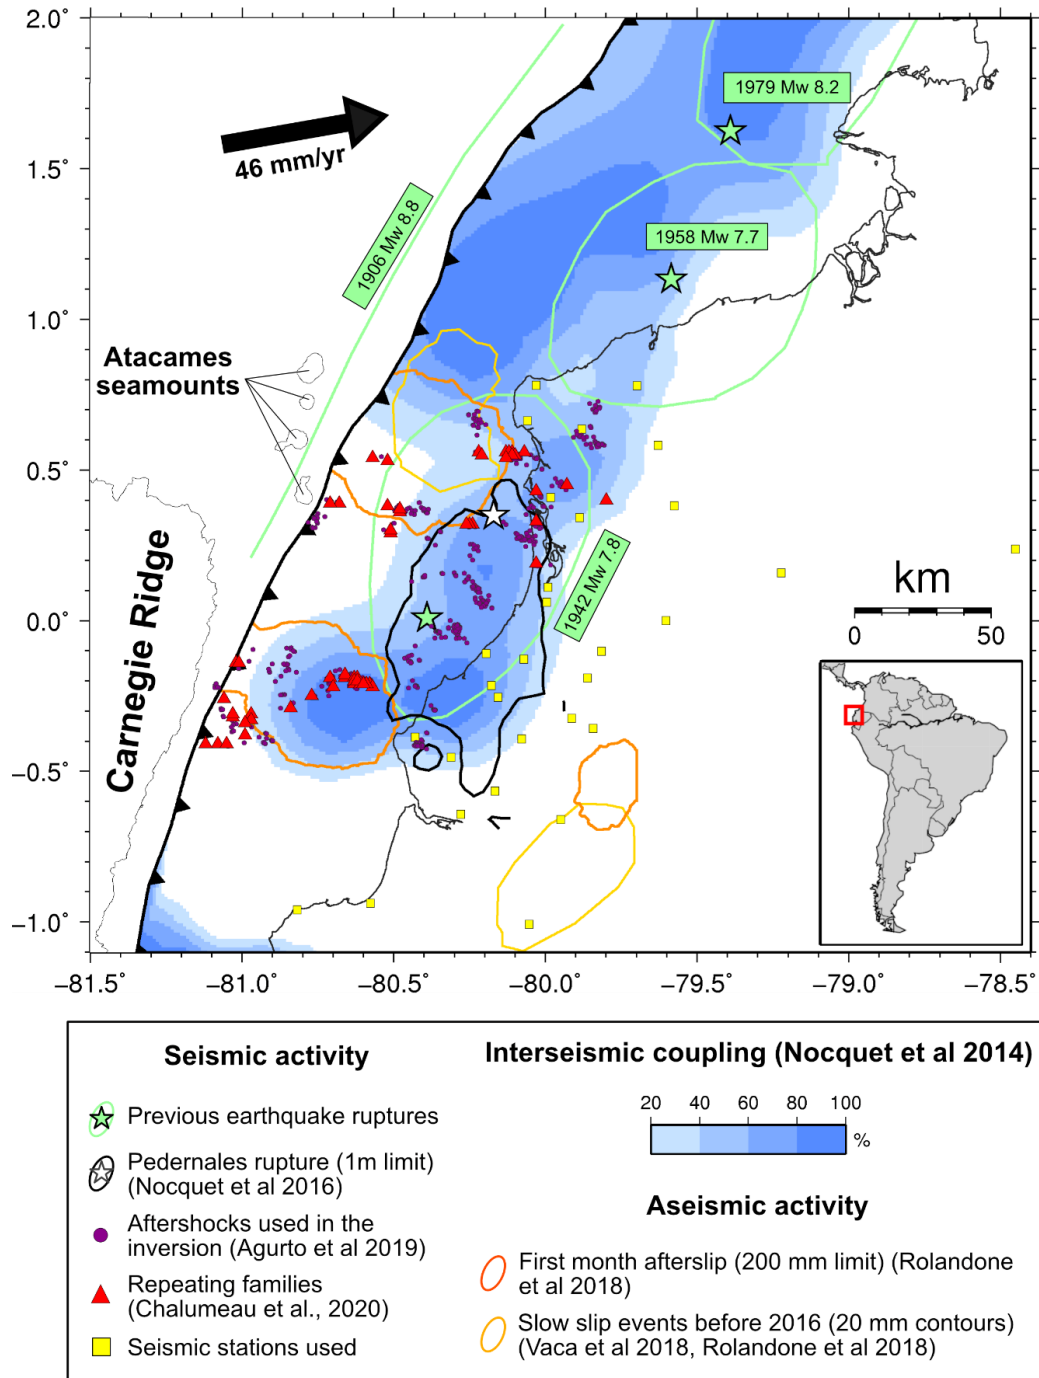 2.0°
1979 Mw 8.2
46 mm/yr
1.5°
1906 Mw 8.8
1958 Mw 7.7
1.0°
Atacames
seamounts
0.5°
1942 Mw 7.8
km
0 50
0.0°
Carnegie Ridge
−0.5°
−1.0°
−81.5° −81.0° −80.5° −80.0° −79.5° −79.0° −78.5°
Seismic activity
Previous earthquake ruptures
Pedernales rupture (1m limit)
(Nocquet et al 2016)
Aftershocks used in the
inversion (Agurto et al 2019)
Repeating families
(Chalumeau et al., 2020)
Seismic stations used
Interseismic coupling (Nocquet et al 2014)
20 40 60 80 100
%
Aseismic activity
First month afterslip (200 mm limit) (Rolandone
et al 2018)
Slow slip events before 2016 (20 mm contours)
(Vaca et al 2018, Rolandone et al 2018)